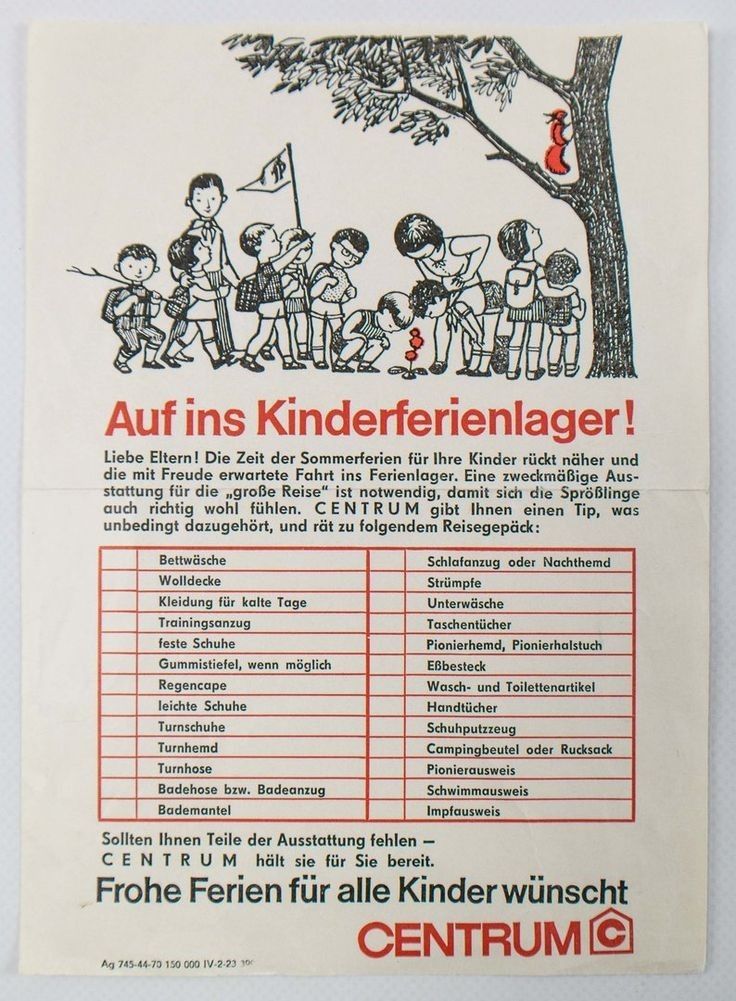 Auf ins Kinderferienlager!
Liebe Eltern! Die Zeit der Sommerferien für Ihre Kinder rückt näher und
die mit Freude erwartete Fahrt ins Ferienlager. Eine zweckmäßige Aus-
stattung für die „große Reise“ ist notwendig, damit sich die Sprößlinge
auch richtig wohl fühlen. CENTRUM gibt Ihnen einen Tip, was
unbedingt dazugehört, und rät zu folgendem Reisegepäck:
Bettwäsche
Wolldecke
Kleidung für kalte Tage
Trainingsanzug
feste Schuhe
Gummistiefel, wenn möglich
Regencape
leichte Schuhe
Turnschuhe
Turnhemd
Turnhose
Badehose bzw. Badeanzug
Bademantel
Schlafanzug oder Nachthemd
Strümpfe
Unterwäsche
Taschentücher
Pionierhemd, Pionierhalstuch
Eßbesteck
Wasch- und Toilettenartikel
Handtücher
Schuhputzzeug
Campingbeutel oder Rucksack
Pionierausweis
Schwimmausweis
Impfausweis
Sollten Ihnen Teile der Ausstattung fehlen –
CENTRUM hält sie für Sie bereit.
Frohe Ferien für alle Kinder wünscht
CENTRUM C
Ag 745-44-70 150 000 IV-2-23